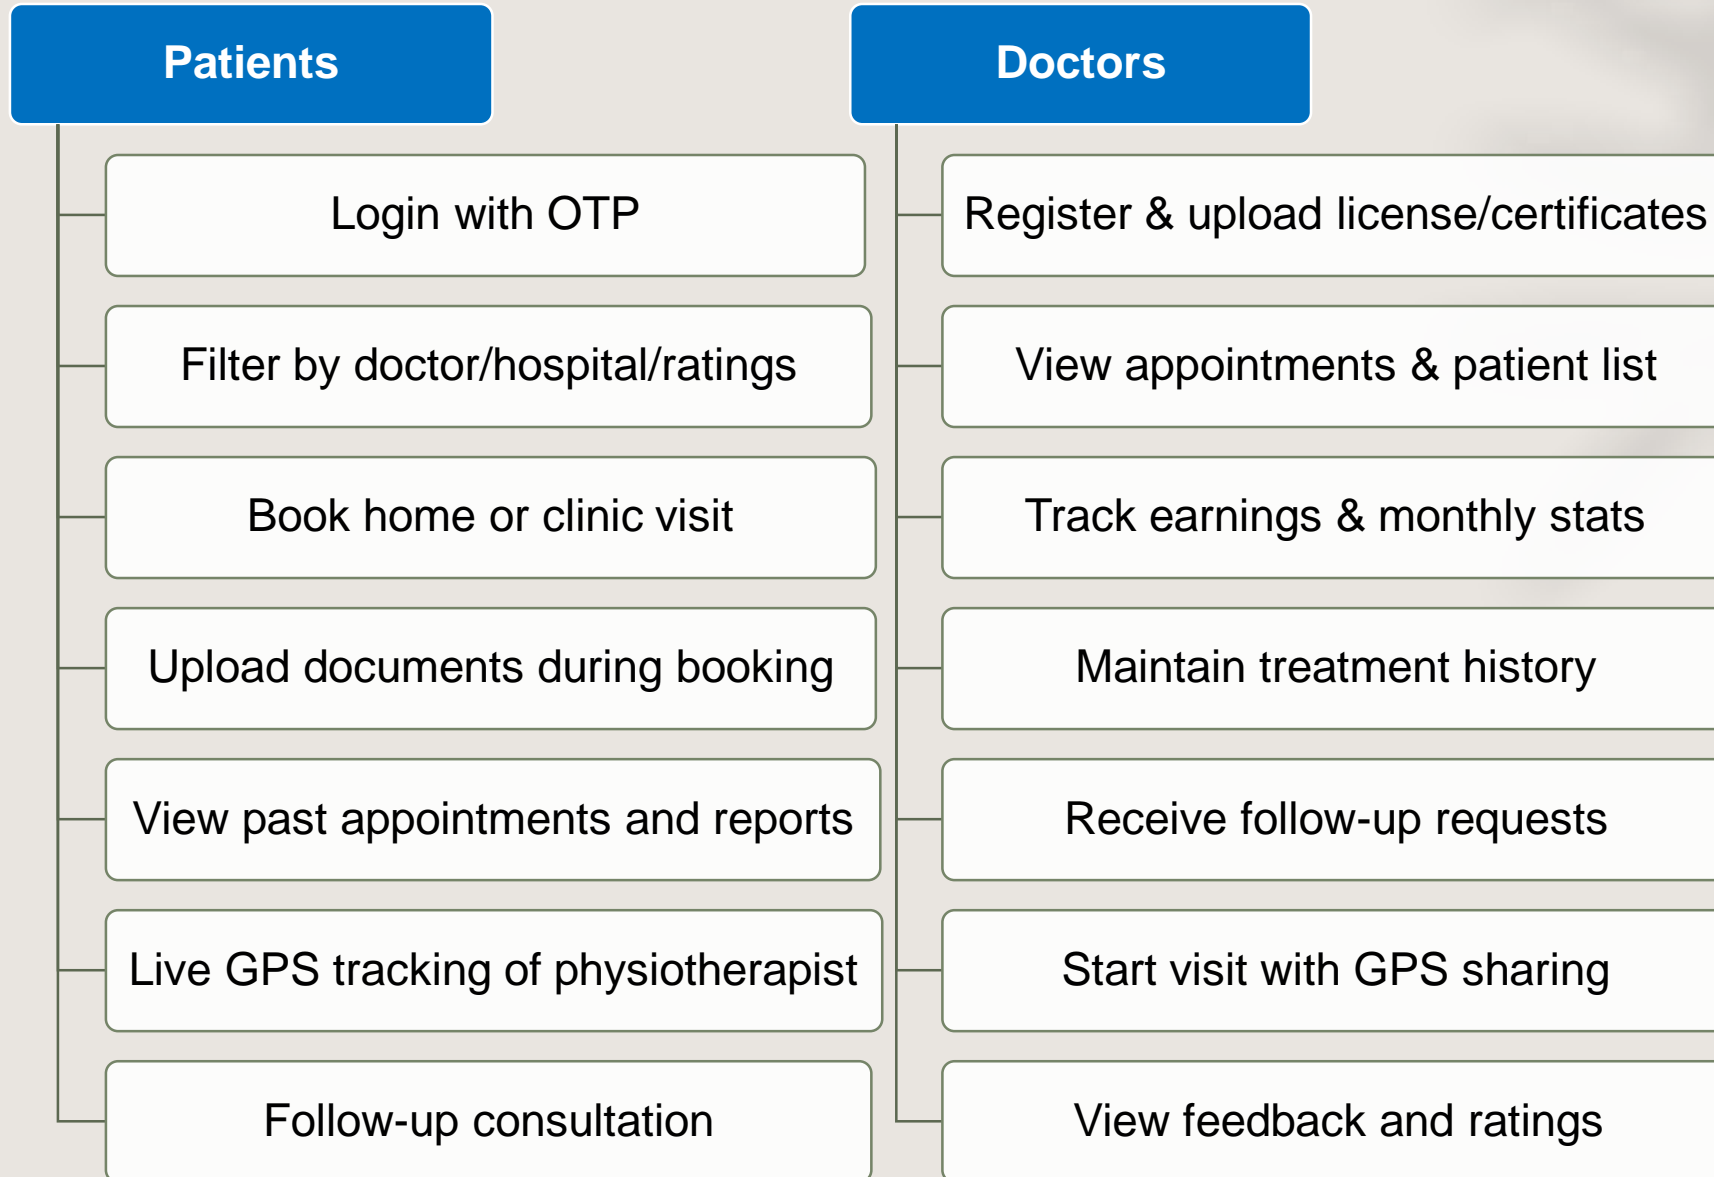 Patients
Login with OTP
Filter by doctor/hospital/ratings
Book home or clinic visit
Upload documents during booking
View past appointments and reports
Live GPS tracking of physiotherapist
Follow-up consultation
Doctors
Register & upload license/certificates
View appointments & patient list
Track earnings & monthly stats
Maintain treatment history
Receive follow-up requests
Start visit with GPS sharing
View feedback and ratings